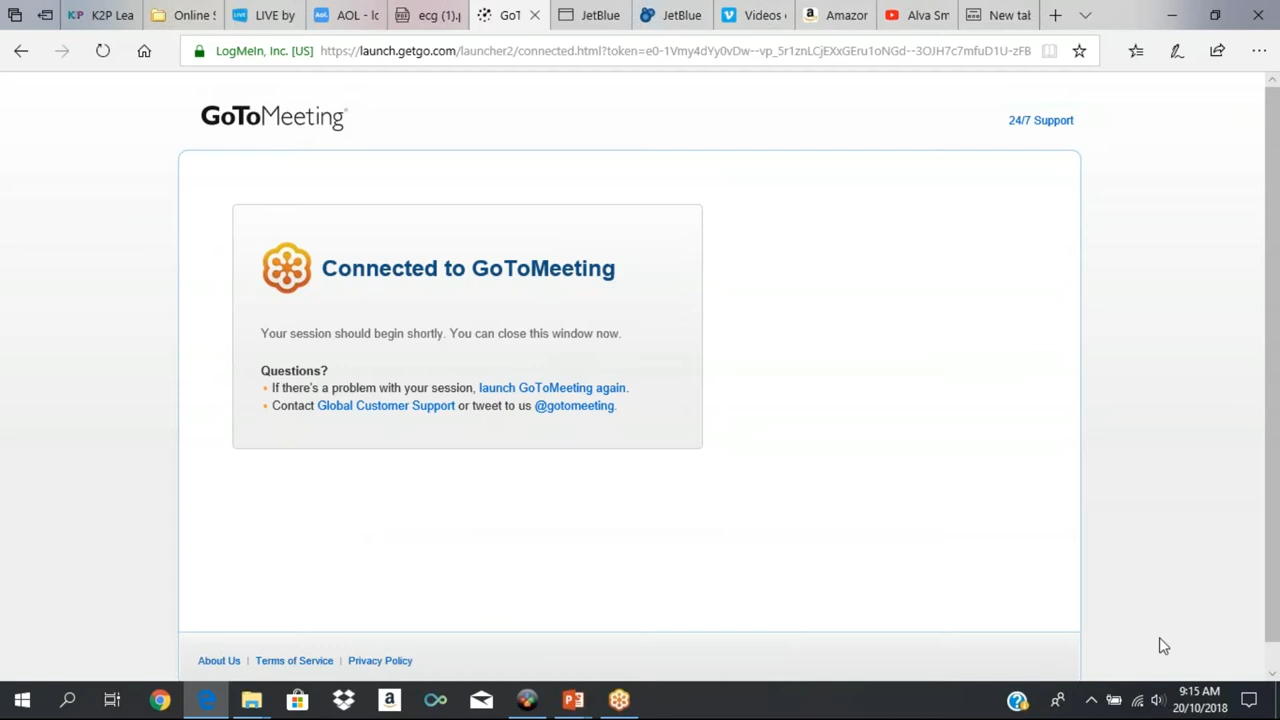 K2P Lea
Online S
LIVE by
AOL - Ic
ecg (1).p
GoT
JetBlue
JetBlue
Videos
Amazor
Alva Sm
New tab
LogMeIn, Inc. [US] https://launch.getgo.com/launcher2/connected.html?token=e0-1Vmy4dYy0vDw--vp_5r1znLCjEXxGEru1oNGd--3OJH7c7mfuD1U-zFB
GoToMeeting®
24/7 Support
Connected to GoToMeeting
Your session should begin shortly. You can close this window now.
Questions?
• If there's a problem with your session, launch GoToMeeting again.
• Contact Global Customer Support or tweet to us @gotomeeting.
About Us | Terms of Service | Privacy Policy
9:15 AM
20/10/2018